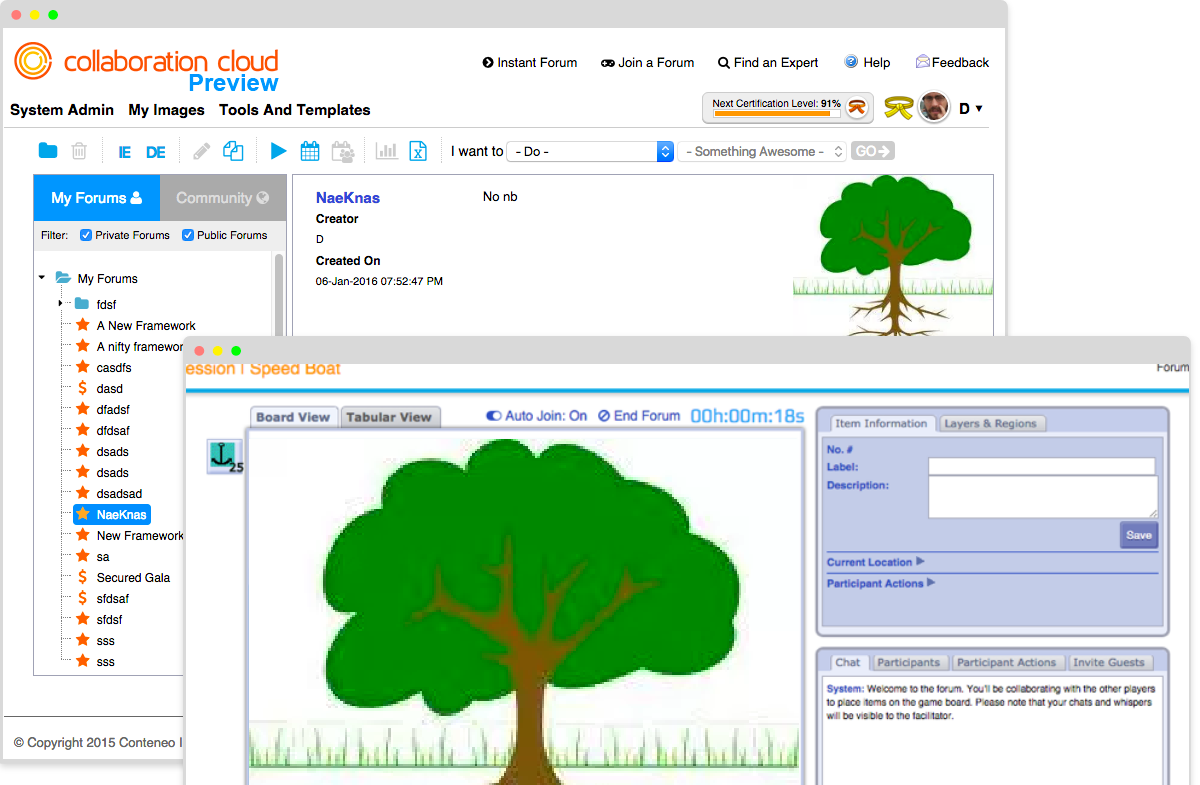 collaboration cloud
Preview
Instant Forum Join a Forum Find an Expert Help Feedback
System Admin My Images Tools And Templates
Next Certification Level: 91%
D
IE DE
I want to - Do - - Something Awesome - GO
My Forums Community
Filter: Private Forums Public Forums
My Forums
fdsf
A New Framework
A nifty framewor
casdfs
dasd
dfadsf
dfdsaf
dsads
dsads
dsadsad
NaeKnas
New Framework
sa
Secured Gala
sfdsaf
sfdsf
sss
sss
NaeKnas
No nb
Creator
D
Created On
06-Jan-2016 07:52:47 PM
© Copyright 2015 Conteneo I
ession | Speed Boat
Forum
Board View Tabular View Auto Join: On End Forum 00h:00m:18s
25
Item Information Layers & Regions
No. #
Label:
Description:
Save
Current Location
Participant Actions
Chat Participants Participant Actions Invite Guests
System: Welcome to the forum. You'll be collaborating with the other players
to place items on the game board. Please note that your chats and whispers
will be visible to the facilitator.